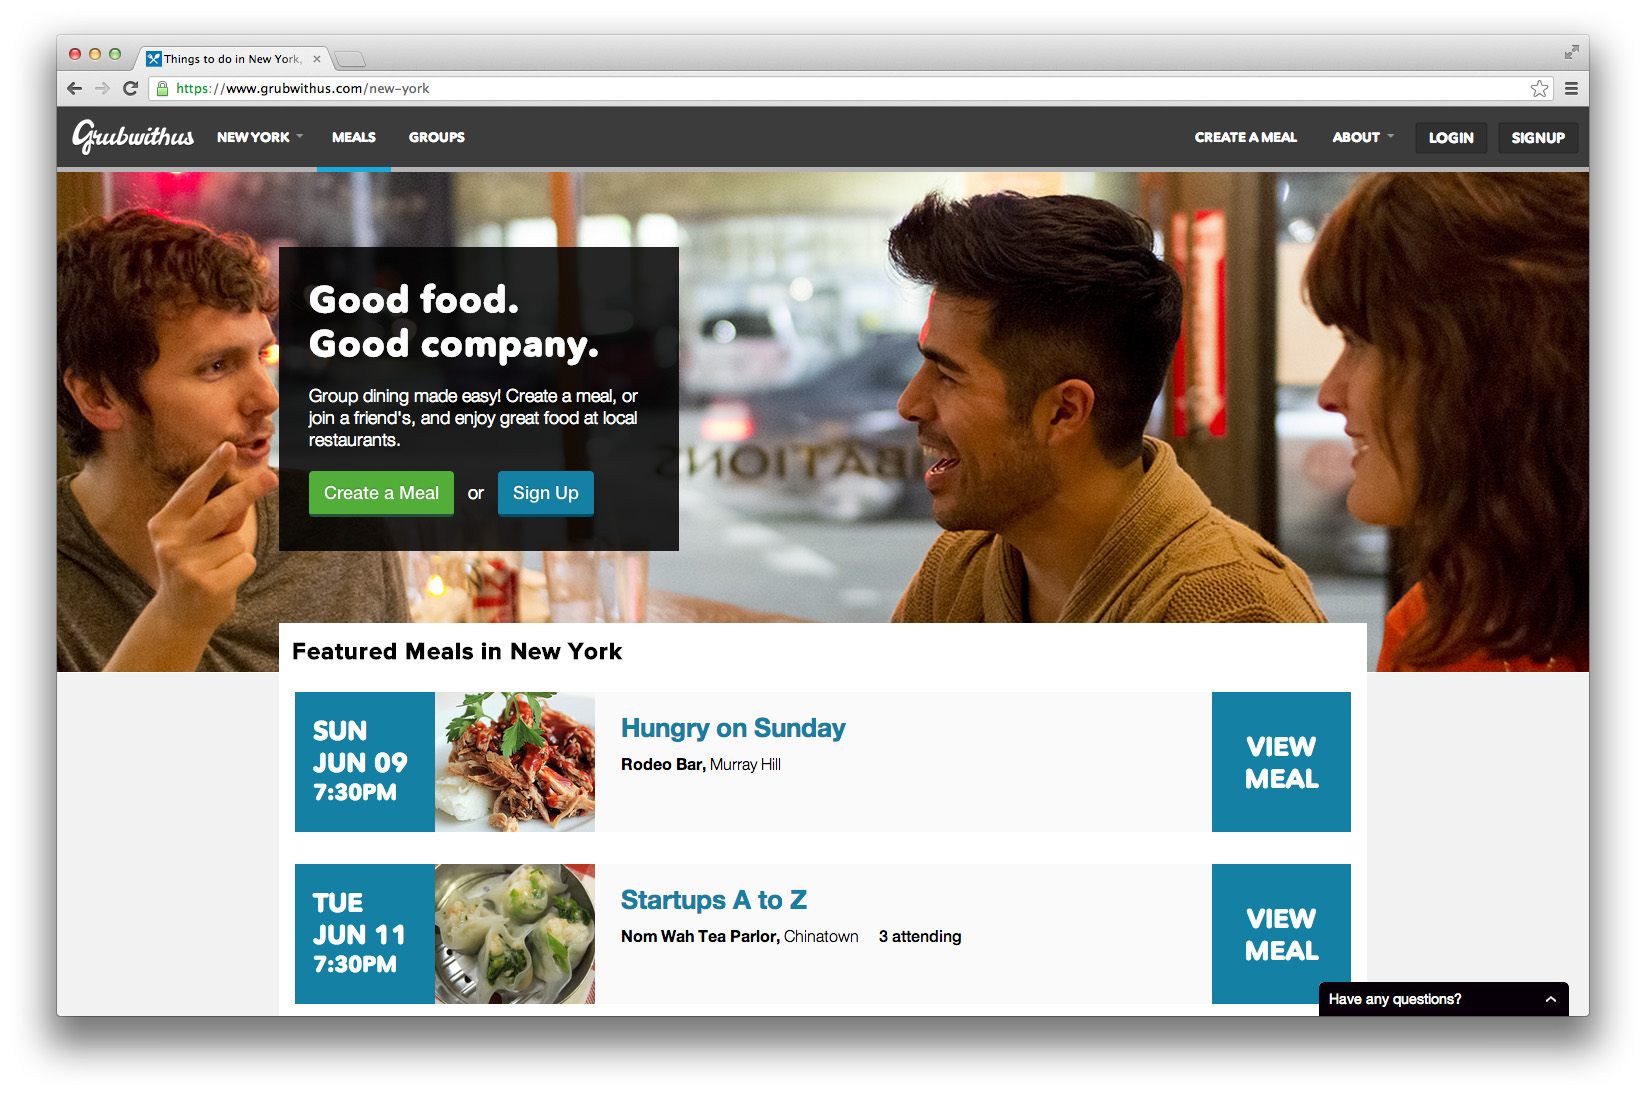 Things to do in New York,
https://www.grubwithus.com/new-york
Grubwithus NEW YORK MEALS GROUPS CREATE A MEAL ABOUT LOGIN SIGNUP
Good food.
Good company.
Group dining made easy! Create a meal, or
join a friend's, and enjoy great food at local
restaurants.
Create a Meal or Sign Up
Featured Meals in New York
SUN
JUN 09
7:30PM
Hungry on Sunday
Rodeo Bar, Murray Hill
VIEW
MEAL
TUE
JUN 11
7:30PM
Startups A to Z
Nom Wah Tea Parlor, Chinatown 3 attending
VIEW
MEAL
Have any questions?